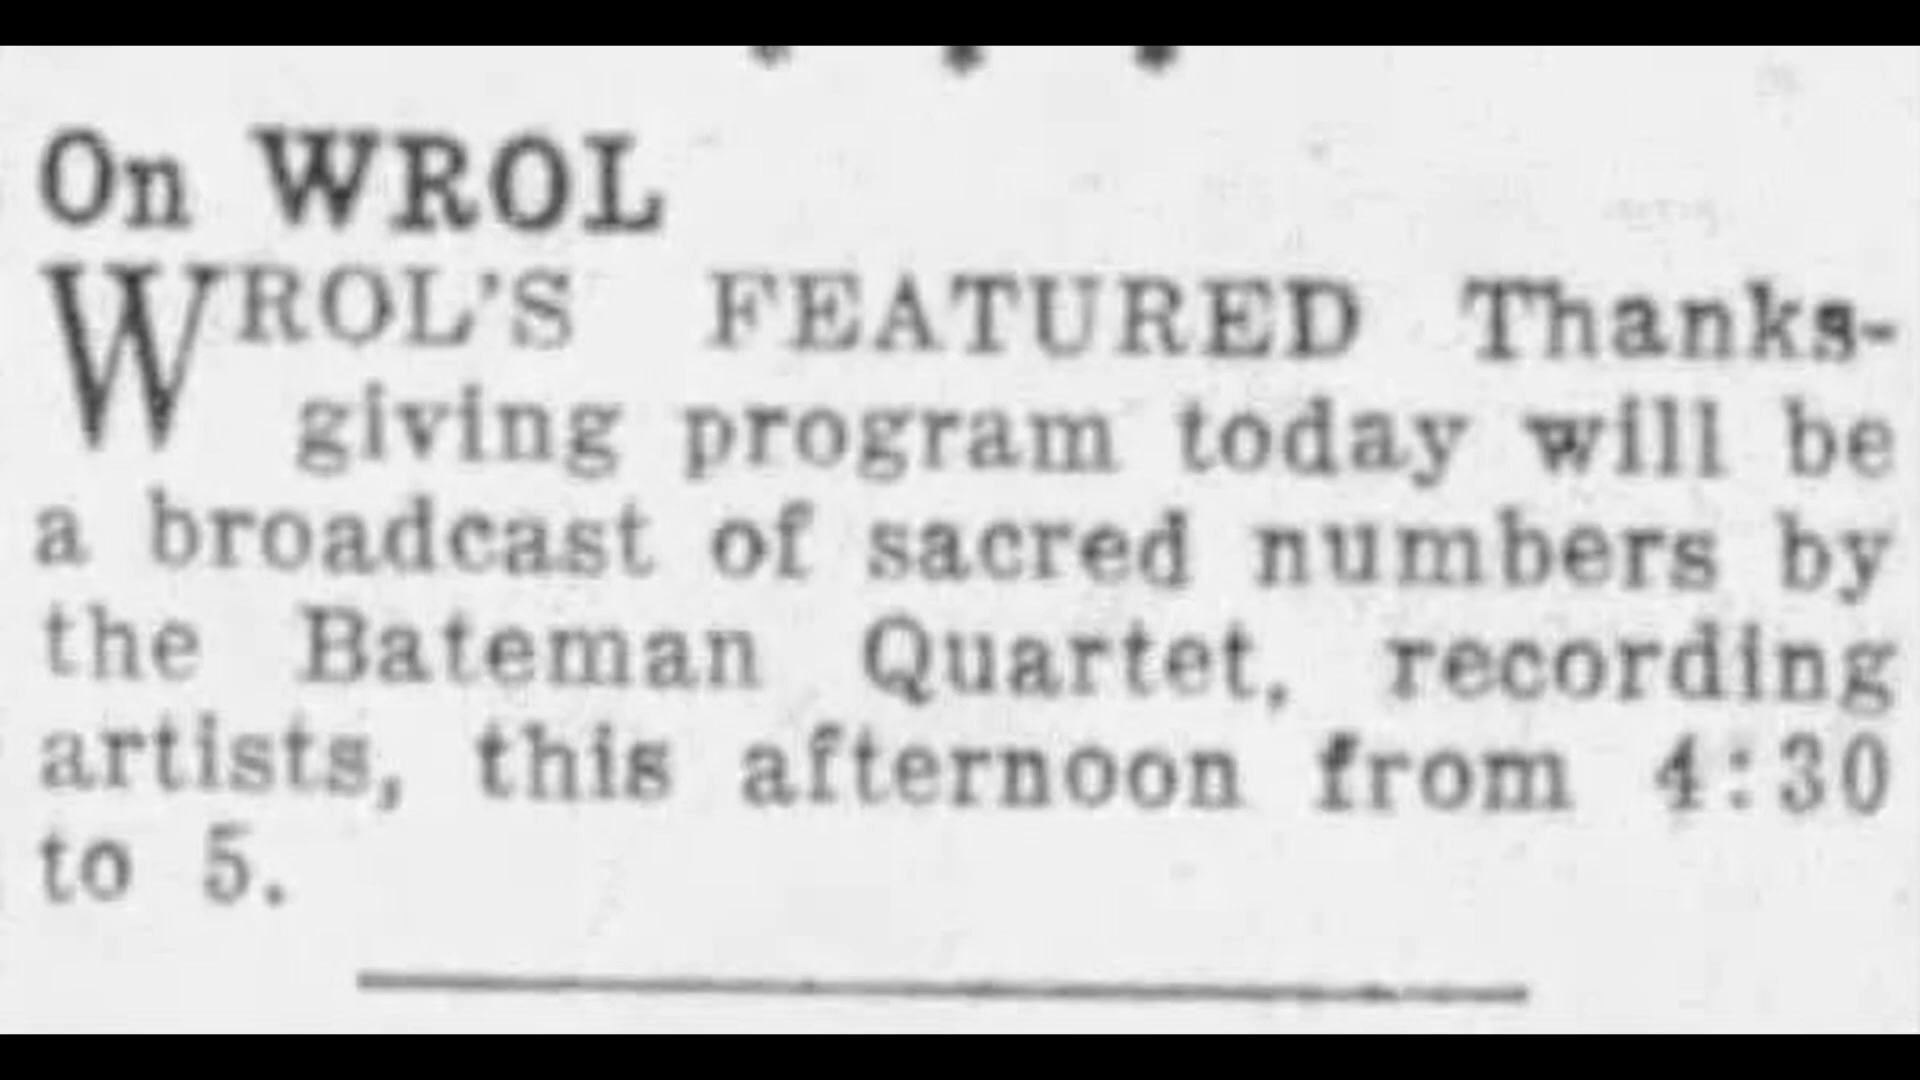 On WROL
WROL'S FEATURED Thanks-
giving program today will be
a broadcast of sacred numbers by
the Bateman Quartet, recording
artists, this afternoon from 4:30
to 5.